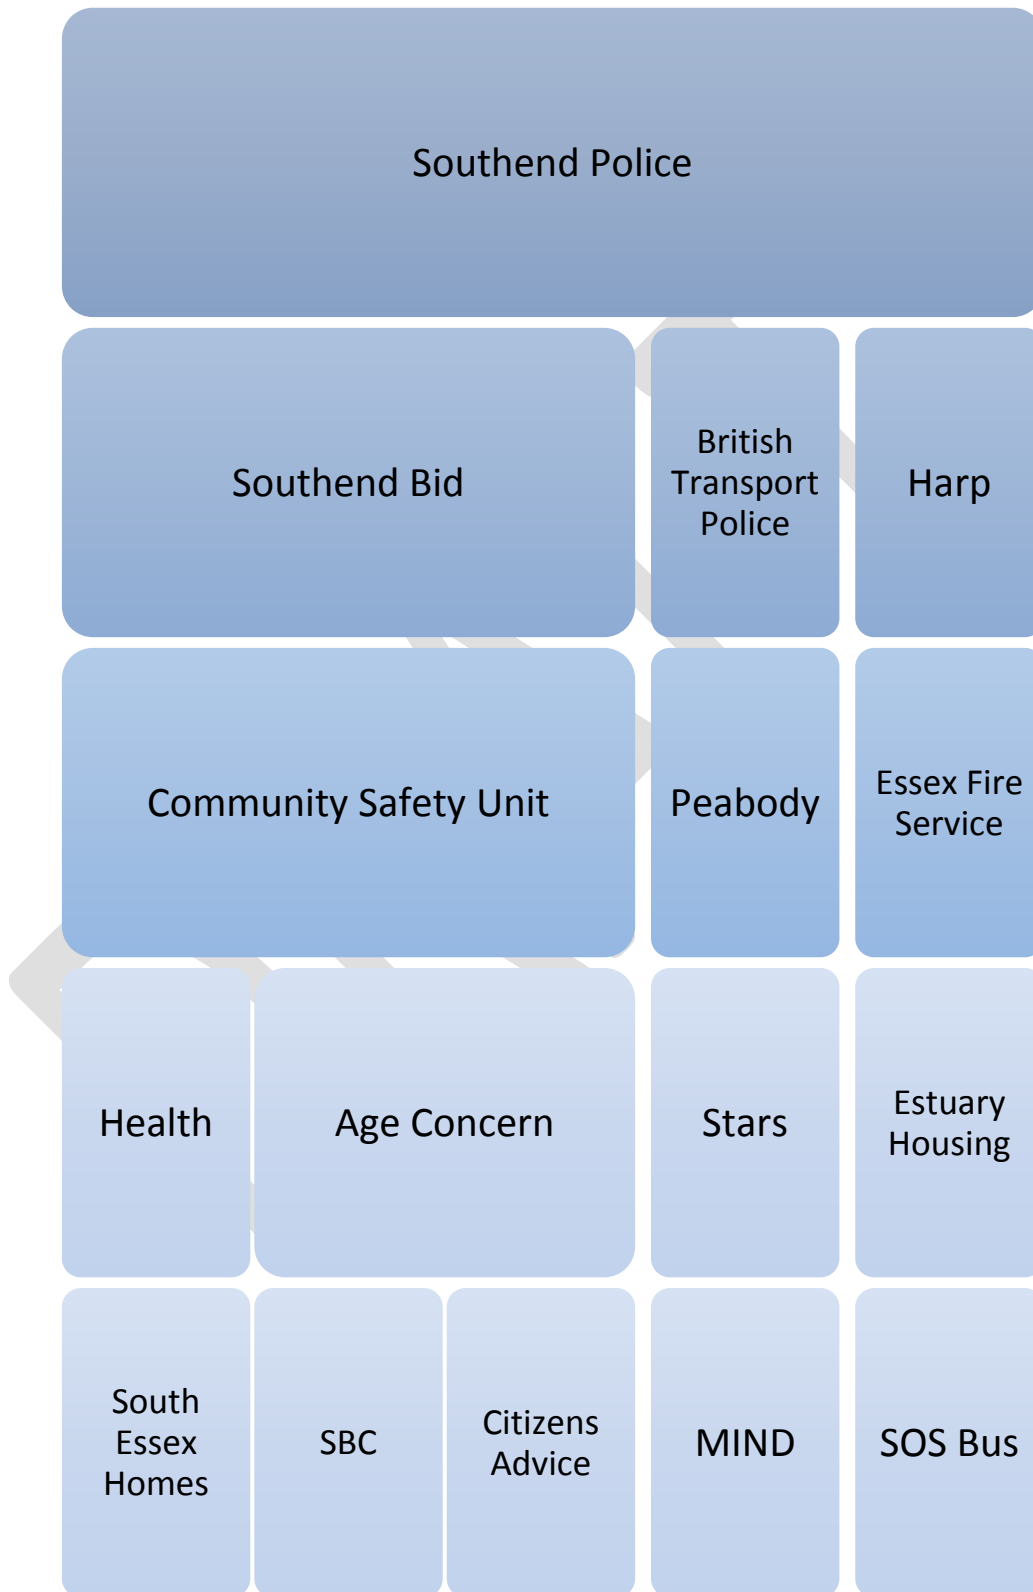 Southend Police
Southend Bid
British
Transport
Police
Harp
Community Safety Unit
Peabody
Essex Fire
Service
Health
Age Concern
Stars
Estuary
Housing
South
Essex
Homes
SBC
Citizens
Advice
MIND
SOS Bus